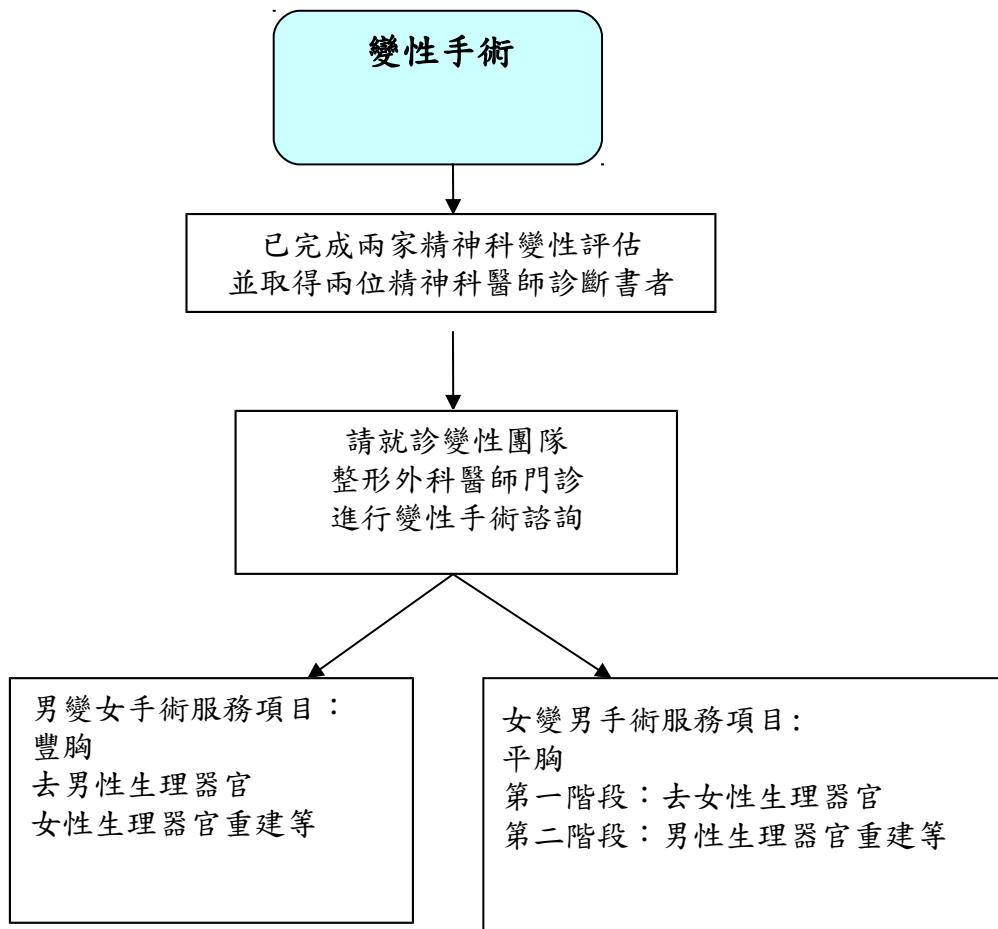 變性手術
已完成兩家精神科變性評估
並取得兩位精神科醫師診斷書者
請就診變性團隊
整形外科醫師門診
進行變性手術諮詢
男變女手術服務項目：
豐胸
去男性生理器官
女性生理器官重建等
女變男手術服務項目:
平胸
第一階段：去女性生理器官
第二階段：男性生理器官重建等